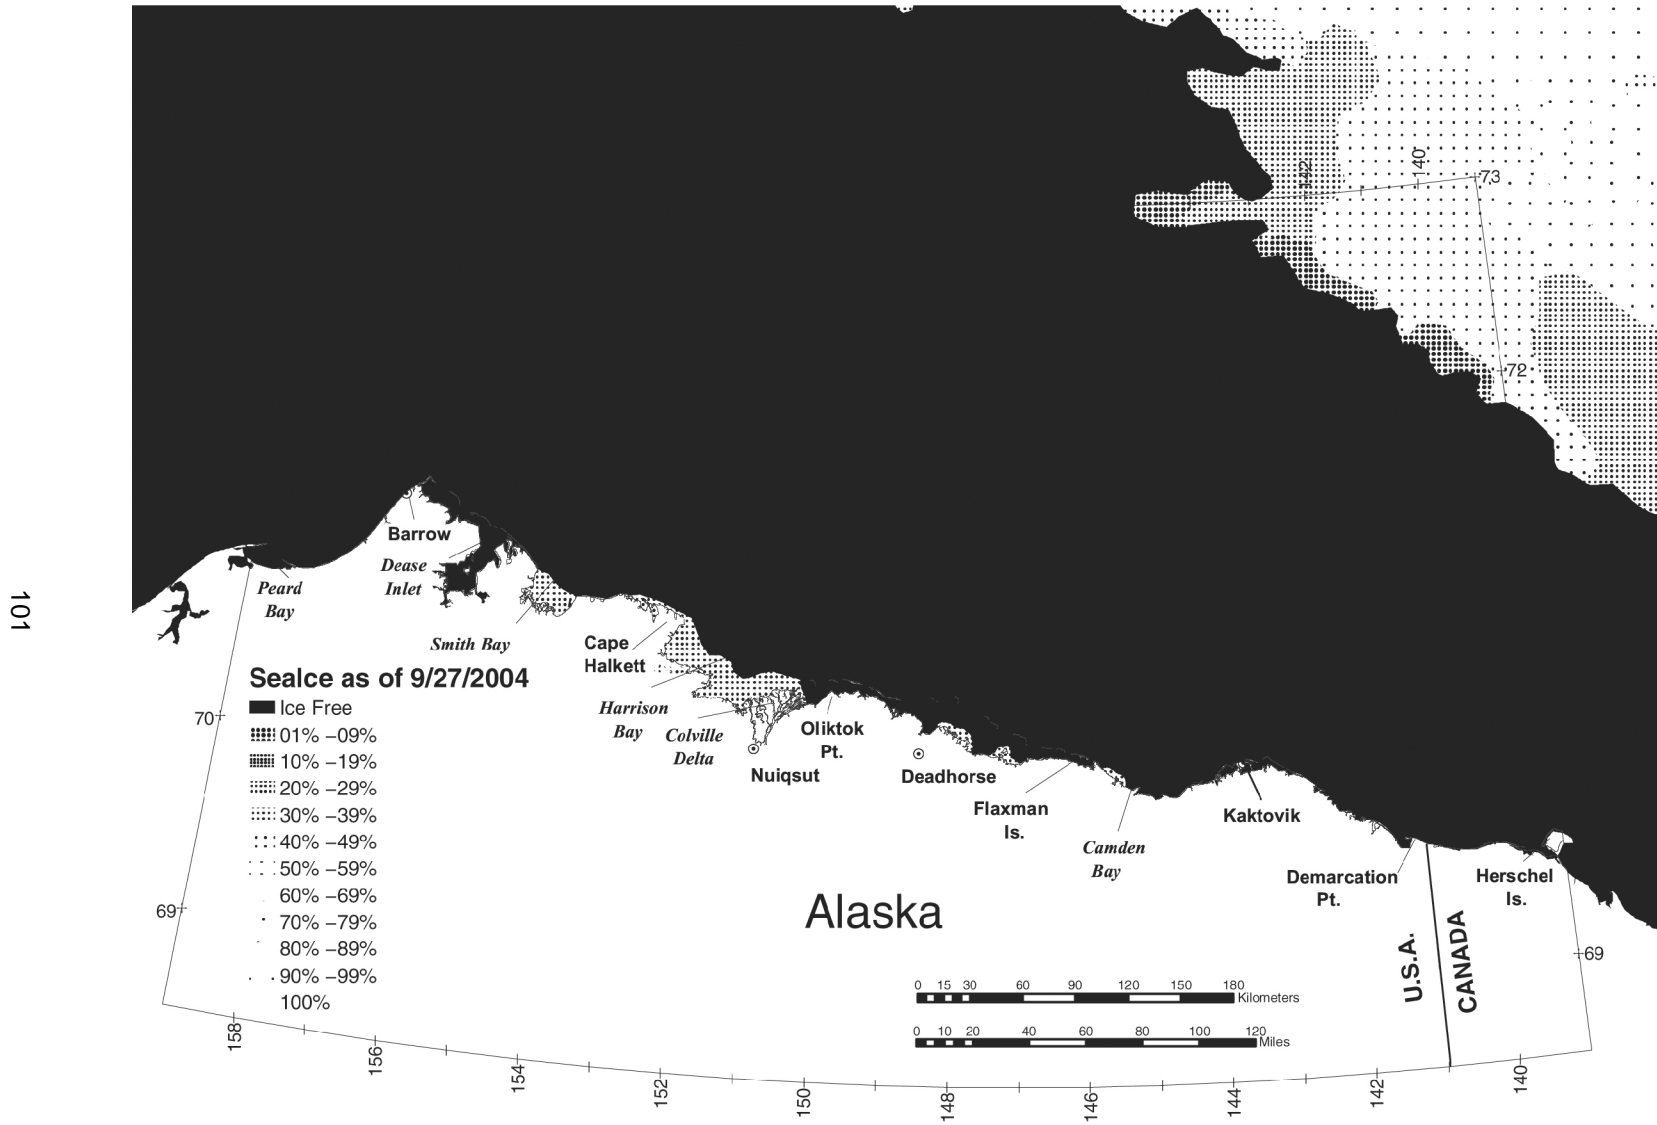 101
142
140
73
72
Barrow
Dease
Inlet
Peard
Bay
Smith Bay
Cape
Halkett
Harrison
Bay
Colville
Delta
Nuiqsut
Oliktok
Pt.
Deadhorse
Flaxman
Is.
Camden
Bay
Kaktovik
Demarcation
Pt.
Herschel
Is.
SeaIce as of 9/27/2004
Ice Free
01% –09%
10% –19%
20% –29%
30% –39%
40% –49%
50% –59%
60% –69%
70% –79%
80% –89%
90% –99%
100%
70
69
Alaska
U.S.A.
CANADA
69
0 15 30 60 90 120 150 180
Kilometers
0 10 20 40 60 80 100 120
Miles
158 156 154 152 150 148 146 144 142 140